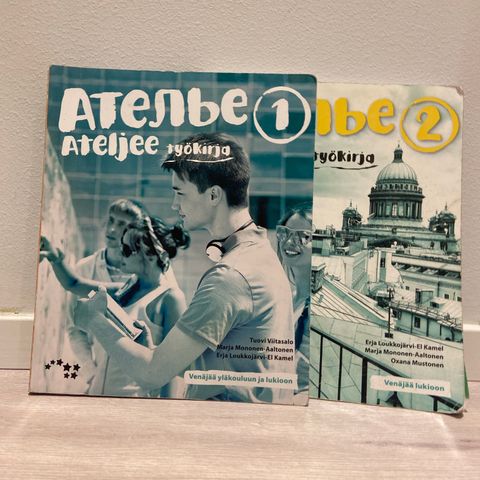 Ателье 1
Ateljee työkirja
Tuovi Viitasalo
Marja Mononen-Aaltonen
Erja Loukkojärvi-El Kamel
Venäjää yläkouluun ja lukioon
лье 2
työkirja
Erja Loukkojärvi-El Kamel
Marja Mononen-Aaltonen
Oxana Mustonen
Venäjää lukioon